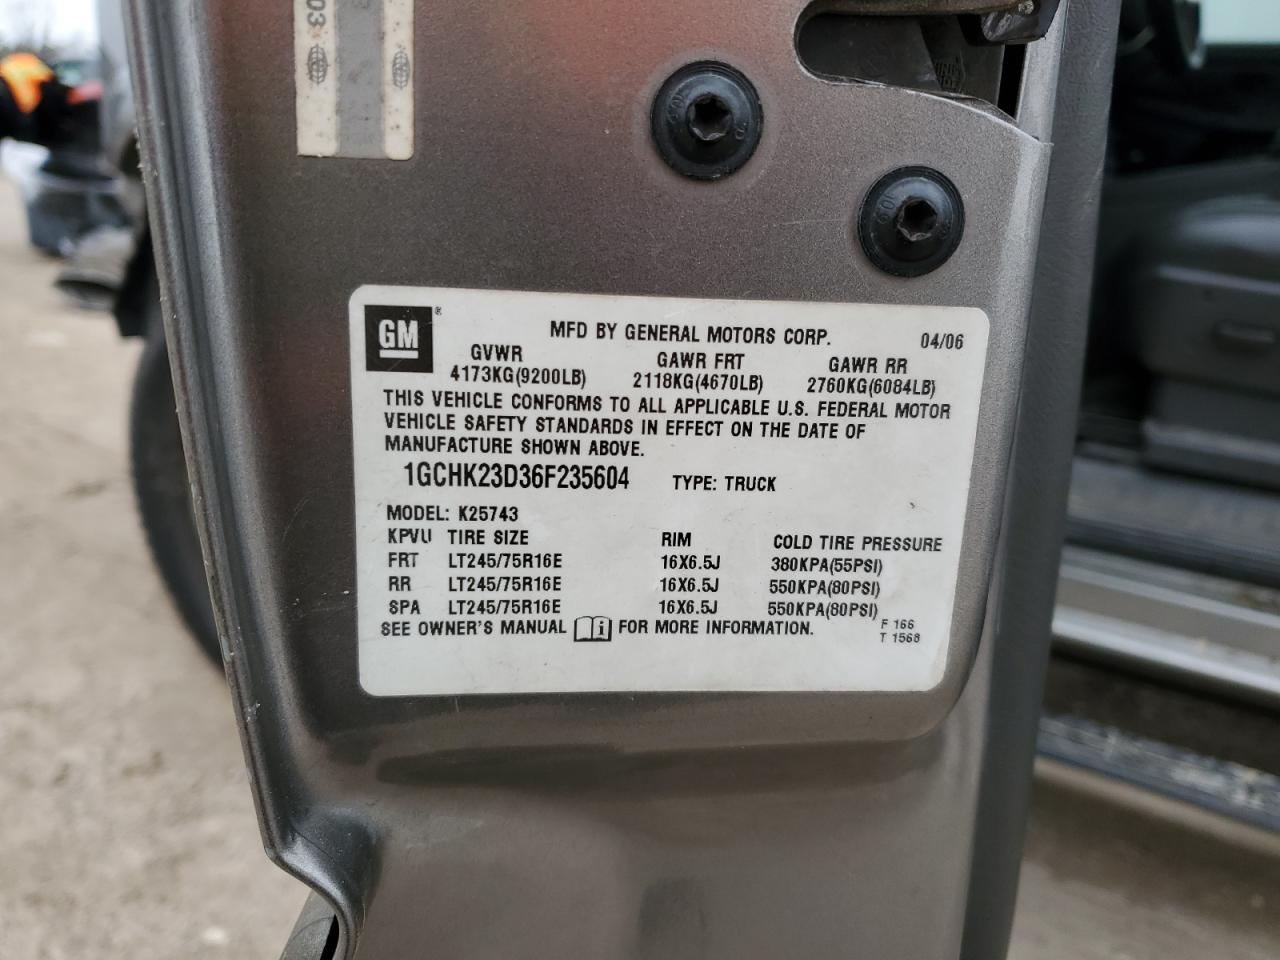 03
GM ®
MFD BY GENERAL MOTORS CORP. 04/06
GVWR GAWR FRT GAWR RR
4173KG(9200LB) 2118KG(4670LB) 2760KG(6084LB)
THIS VEHICLE CONFORMS TO ALL APPLICABLE U.S. FEDERAL MOTOR
VEHICLE SAFETY STANDARDS IN EFFECT ON THE DATE OF
MANUFACTURE SHOWN ABOVE.
1GCHK23D36F235604 TYPE: TRUCK
MODEL: K25743
KPVU TIRE SIZE RIM COLD TIRE PRESSURE
FRT LT245/75R16E 16X6.5J 380KPA(55PSI)
RR LT245/75R16E 16X6.5J 550KPA(80PSI)
SPA LT245/75R16E 16X6.5J 550KPA(80PSI)
SEE OWNER'S MANUAL i FOR MORE INFORMATION.
F 166
T 1568